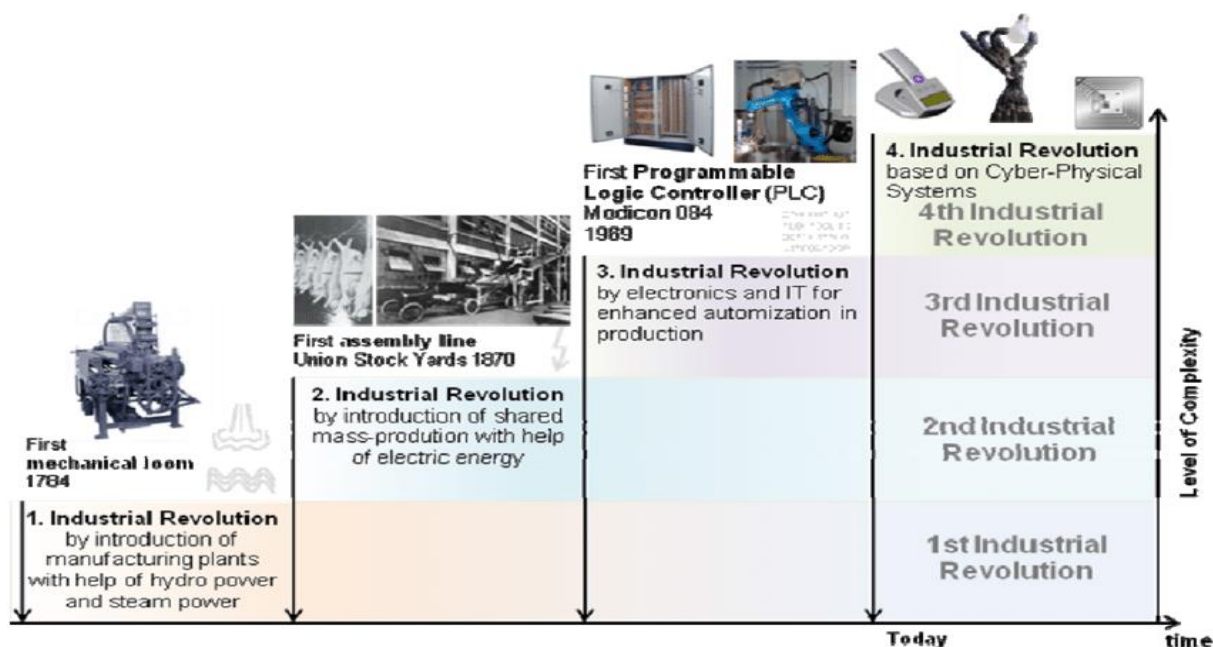 First
mechanical loom
1784
1. Industrial Revolution
by introduction of
manufacturing plants
with help of hydro power
and steam power
First assembly line
Union Stock Yards 1870
2. Industrial Revolution
by introduction of shared
mass-prodution with help
of electric energy
First Programmable
Logic Controller (PLC)
Modicon 084
1969
3. Industrial Revolution
by electronics and IT for
enhanced automization in
production
4. Industrial Revolution
based on Cyber-Physical
Systems
4th Industrial
Revolution
3rd Industrial
Revolution
2nd Industrial
Revolution
1st Industrial
Revolution
Level of Complexity
Today
time